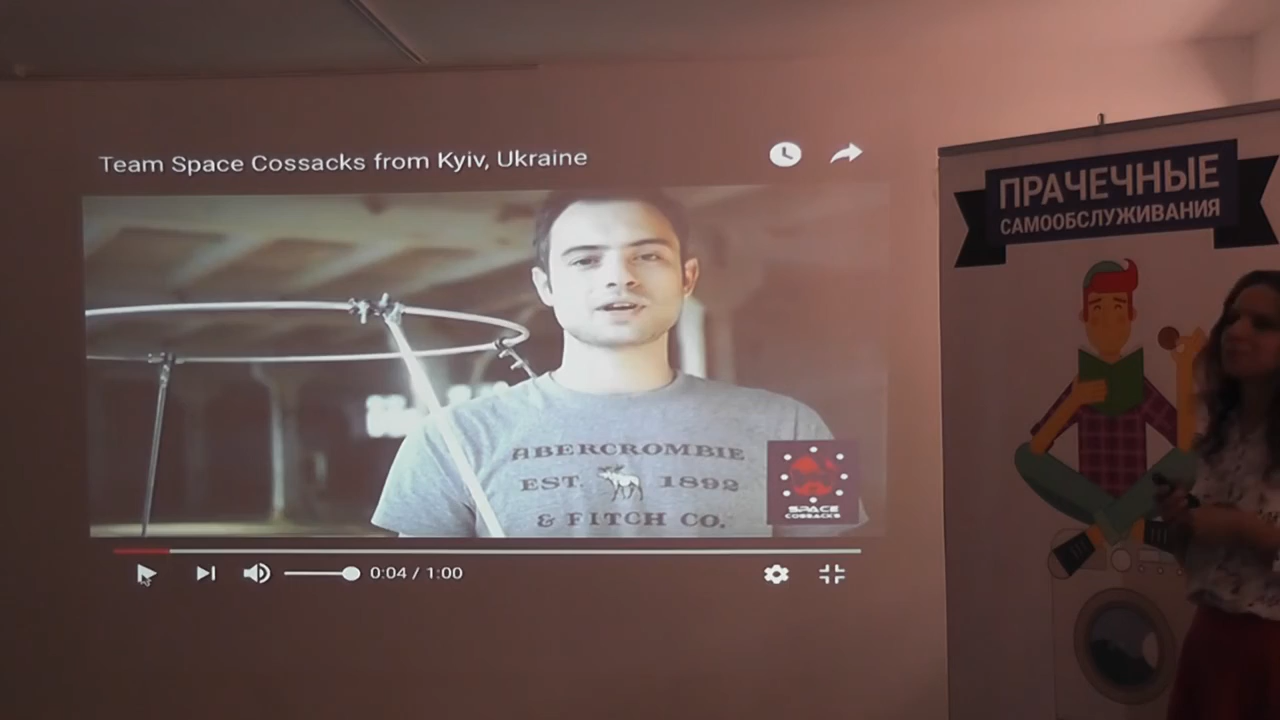 Team Space Cossacks from Kyiv, Ukraine
ABERCROMBIE
EST. 1892
& FITCH CO.
SPACE
COSSACKS
0:04 / 1:00
ПРАЧЕЧНЫЕ
САМООБСЛУЖИВАНИЯ